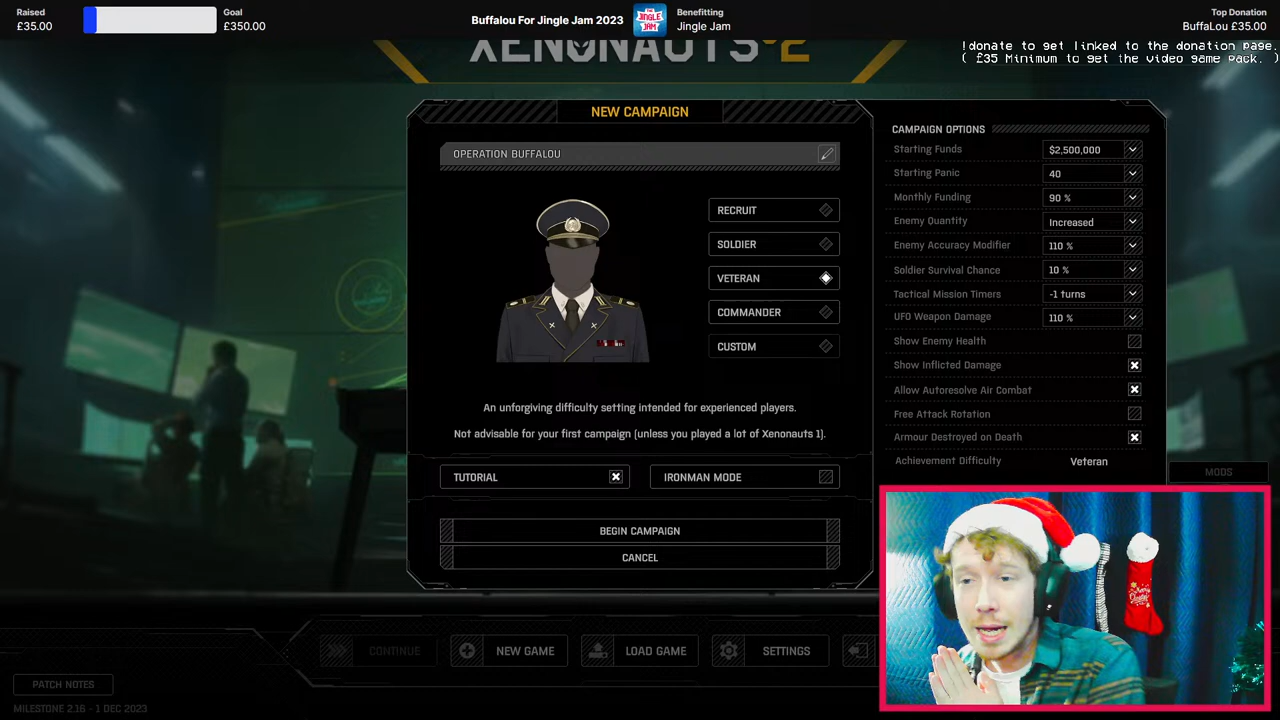 Raised
£35.00
Goal
£350.00
Buffalou For Jingle Jam 2023
THE JINGLE JAM
Benefitting
Jingle Jam
Top Donation
BuffaLou £35.00
!donate to get linked to the donation page.
( £35 Minimum to get the video game pack. )
XENONAUTS·2
NEW CAMPAIGN
OPERATION BUFFALOU
RECRUIT
SOLDIER
VETERAN
COMMANDER
CUSTOM
An unforgiving difficulty setting intended for experienced players.
Not advisable for your first campaign (unless you played a lot of Xenonauts 1).
TUTORIAL
IRONMAN MODE
BEGIN CAMPAIGN
CANCEL
CAMPAIGN OPTIONS
Starting Funds $2,500,000
Starting Panic 40
Monthly Funding 90 %
Enemy Quantity Increased
Enemy Accuracy Modifier 110 %
Soldier Survival Chance 10 %
Tactical Mission Timers -1 turns
UFO Weapon Damage 110 %
Show Enemy Health
Show Inflicted Damage
Allow Autoresolve Air Combat
Free Attack Rotation
Armour Destroyed on Death
Achievement Difficulty Veteran
MODS
CONTINUE
NEW GAME
LOAD GAME
SETTINGS
PATCH NOTES
MILESTONE 2.16 - 1 DEC 2023